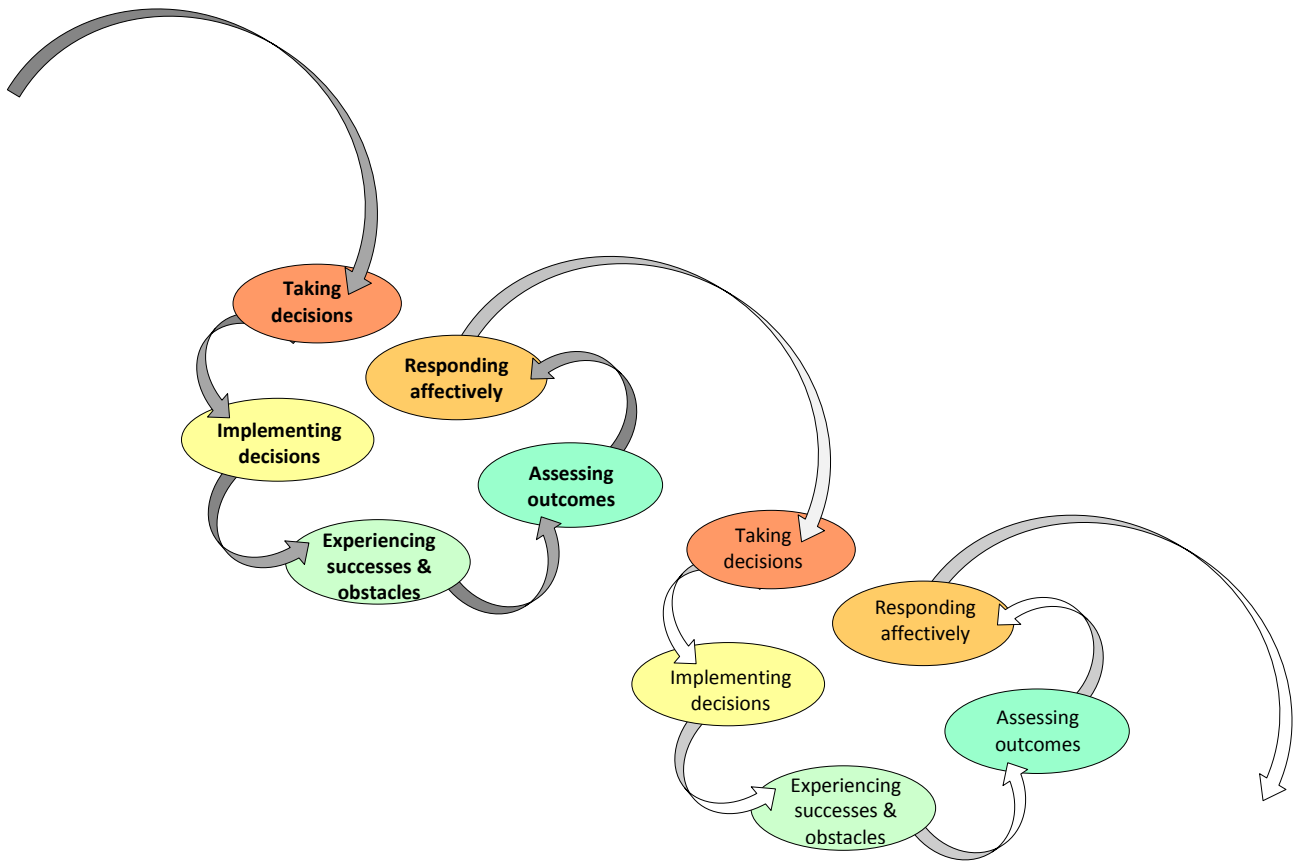 Taking
decisions
Responding
affectively
Implementing
decisions
Assessing
outcomes
Experiencing
successes &
obstacles
Taking
decisions
Responding
affectively
Implementing
decisions
Assessing
outcomes
Experiencing
successes &
obstacles